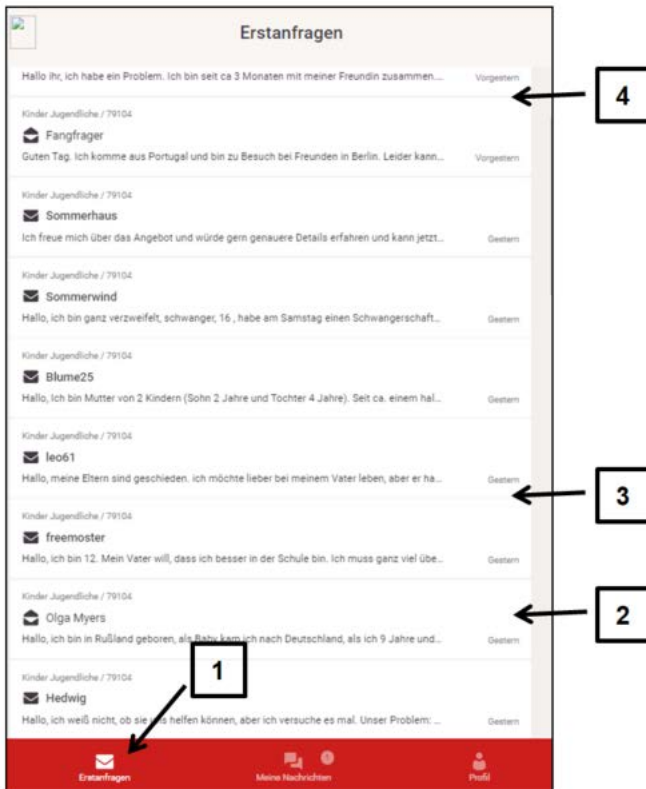 Erstanfragen
Hallo ihr, ich habe ein Problem. Ich bin seit ca 3 Monaten mit meiner Freundin zusammen.... Vorgestern
4
Kinder Jugendliche / 79104
Fangfrager
Guten Tag. Ich komme aus Portugal und bin zu Besuch bei Freunden in Berlin. Leider kann... Vorgestern
Kinder Jugendliche / 79104
Sommerhaus
Ich freue mich über das Angebot und würde gern genauere Details erfahren und kann jetzt... Gestern
Kinder Jugendliche / 79104
Sommerwind
Hallo, ich bin ganz verzweifelt, schwanger, 16 , habe am Samstag einen Schwangerschaft... Gestern
Kinder Jugendliche / 79104
Blume25
Hallo, Ich bin Mutter von 2 Kindern (Sohn 2 Jahre und Tochter 4 Jahre). Seit ca. einem hal... Gestern
Kinder Jugendliche / 79104
leo61
Hallo, meine Eltern sind geschieden. ich möchte lieber bei meinem Vater leben, aber er ha... Gestern
3
Kinder Jugendliche / 79104
freemoster
Hallo, ich bin 12. Mein Vater will, dass ich besser in der Schule bin. Ich muss ganz viel übe... Gestern
Kinder Jugendliche / 79104
Olga Myers
2
Hallo, ich bin in Rußland geboren, als Baby kam ich nach Deutschland, als ich 9 Jahre und... Gestern
Kinder Jugendliche / 79104
1
Hedwig
Hallo, ich weiß nicht, ob sie uns helfen können, aber ich versuche es mal. Unser Problem: ... Gestern
Erstanfragen Meine Nachrichten Profil